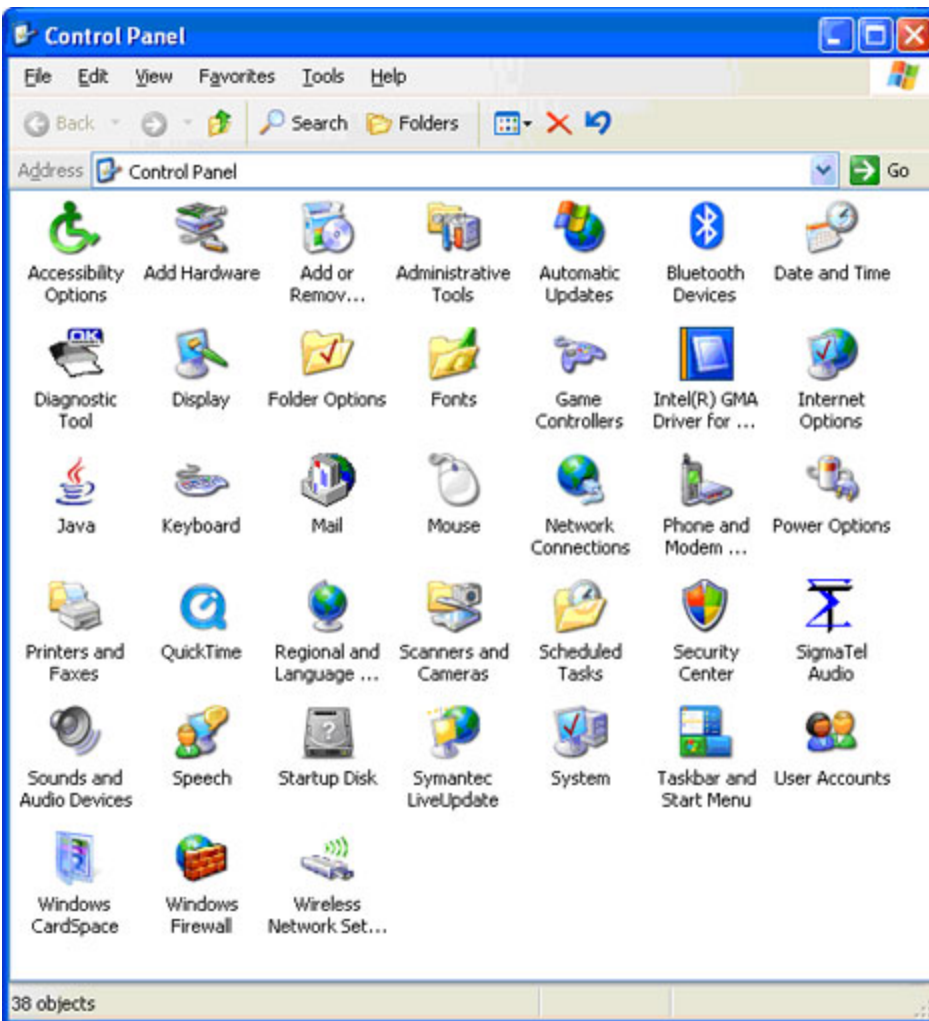 Control Panel
File Edit View Favorites Tools Help
Back Search Folders
Address Control Panel Go
Accessibility Options
Add Hardware
Add or Remov...
Administrative Tools
Automatic Updates
Bluetooth Devices
Date and Time
OK
Diagnostic Tool
Display
Folder Options
Fonts
Game Controllers
Intel(R) GMA Driver for ...
Internet Options
Java
Keyboard
Mail
Mouse
Network Connections
Phone and Modem ...
Power Options
Printers and Faxes
QuickTime
Regional and Language ...
Scanners and Cameras
Scheduled Tasks
Security Center
SigmaTel Audio
Sounds and Audio Devices
Speech
Startup Disk
Symantec LiveUpdate
System
Taskbar and Start Menu
User Accounts
Windows CardSpace
Windows Firewall
Wireless Network Set...
38 objects